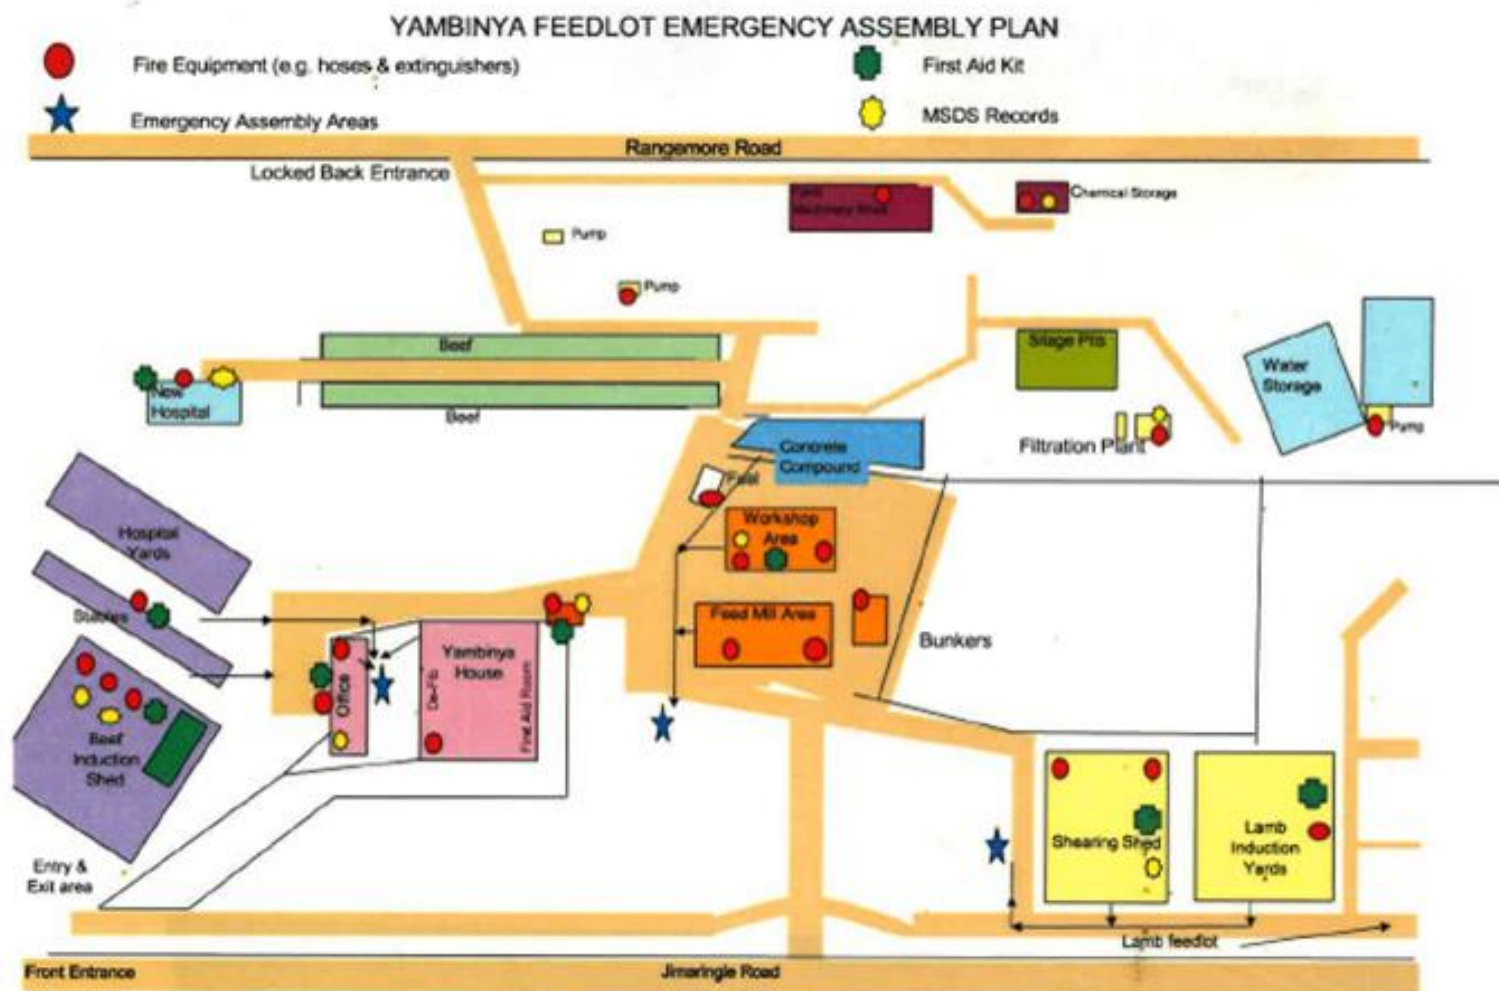 YAMBINYA FEEDLOT EMERGENCY ASSEMBLY PLAN
Fire Equipment (e.g. hoses & extinguishers)
First Aid Kit
Emergency Assembly Areas
MSDS Records
Rangemore Road
Locked Back Entrance
Machinery Shed
Chemical Storage
Pump
Pump
Beef
Silage Pits
Water
Storage
New
Hospital
Beef
Pump
Filtration Plant
Concrete
Compound
Fuel
Workshop
Area
Hospital
Yards
Stables
Feed Mill Area
Bunkers
Office
De-Fib
Yambinya
House
First Aid Room
Beef
Induction
Shed
Shearing Shed
Lamb
Induction
Yards
Entry &
Exit area
Lamb feedlot
Front Entrance
Jimaringle Road